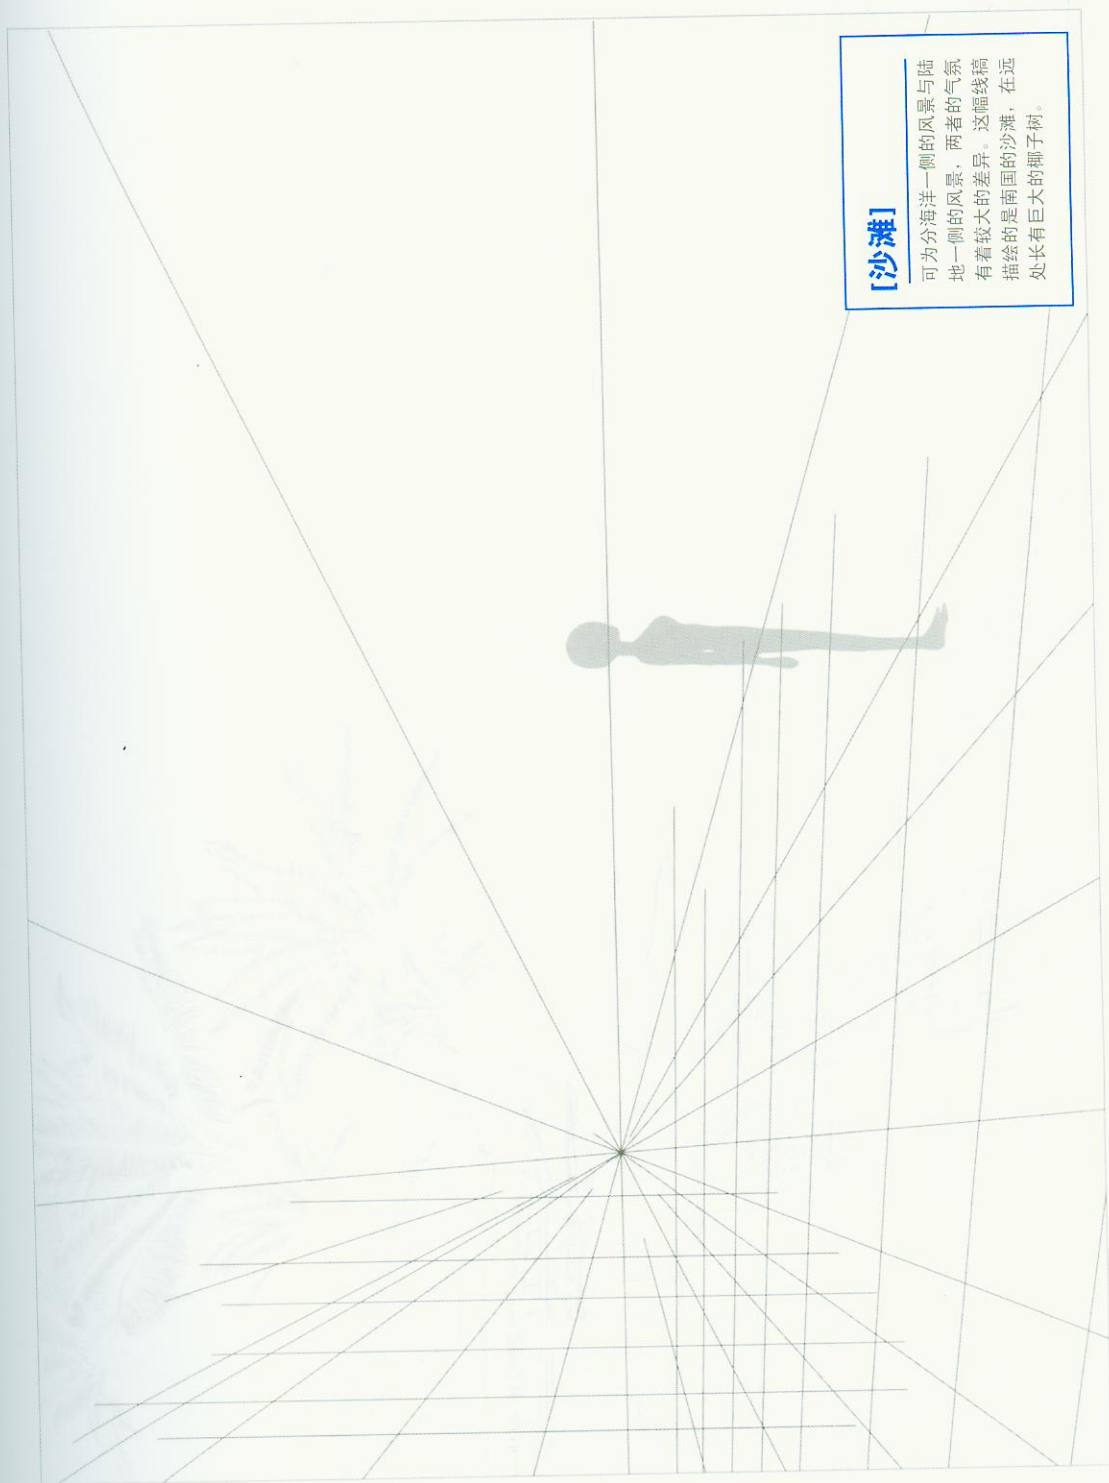 [沙滩]
可为分海洋一侧的风景与陆
地一侧的风景，两者的气氛
有着较大的差异。这幅线稿
描绘的是南国的沙滩，在远
处长有巨大的椰子树。